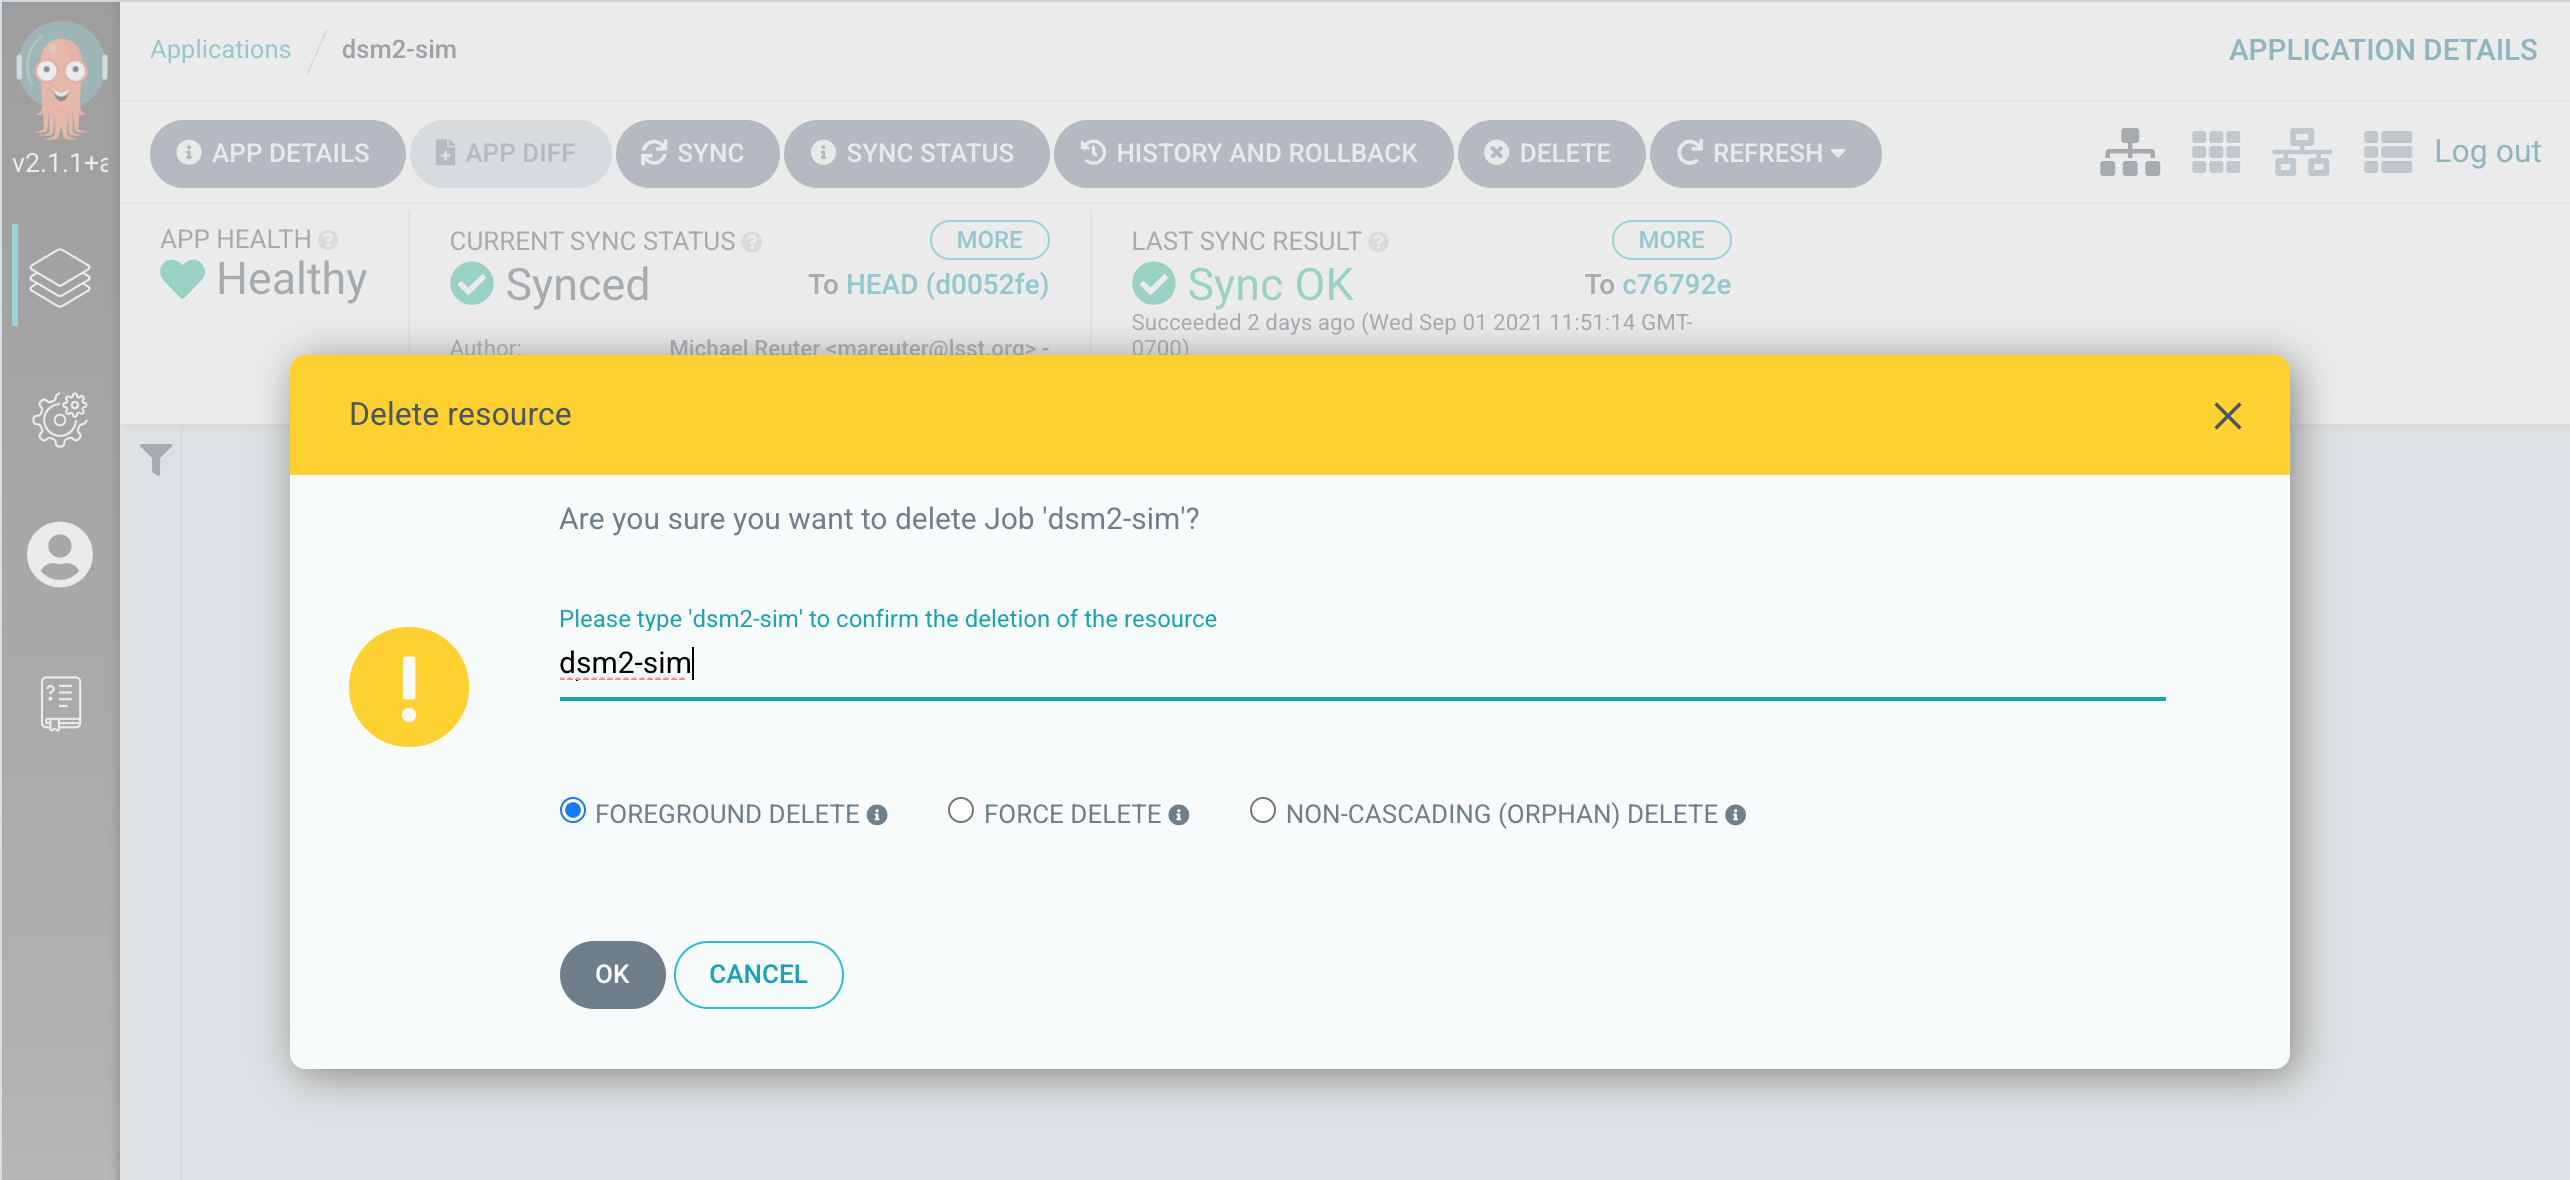 Applications / dsm2-sim
APPLICATION DETAILS
v2.1.1+a
APP DETAILS
APP DIFF
SYNC
SYNC STATUS
HISTORY AND ROLLBACK
DELETE
REFRESH
Log out
APP HEALTH
Healthy
CURRENT SYNC STATUS
MORE
Synced
To HEAD (d0052fe)
Author: Michael Reuter <mareuter@lsst.org> -
LAST SYNC RESULT
MORE
Sync OK
To c76792e
Succeeded 2 days ago (Wed Sep 01 2021 11:51:14 GMT-
0700)
Delete resource
Are you sure you want to delete Job 'dsm2-sim'?
Please type 'dsm2-sim' to confirm the deletion of the resource
dsm2-sim
FOREGROUND DELETE
FORCE DELETE
NON-CASCADING (ORPHAN) DELETE
OK
CANCEL